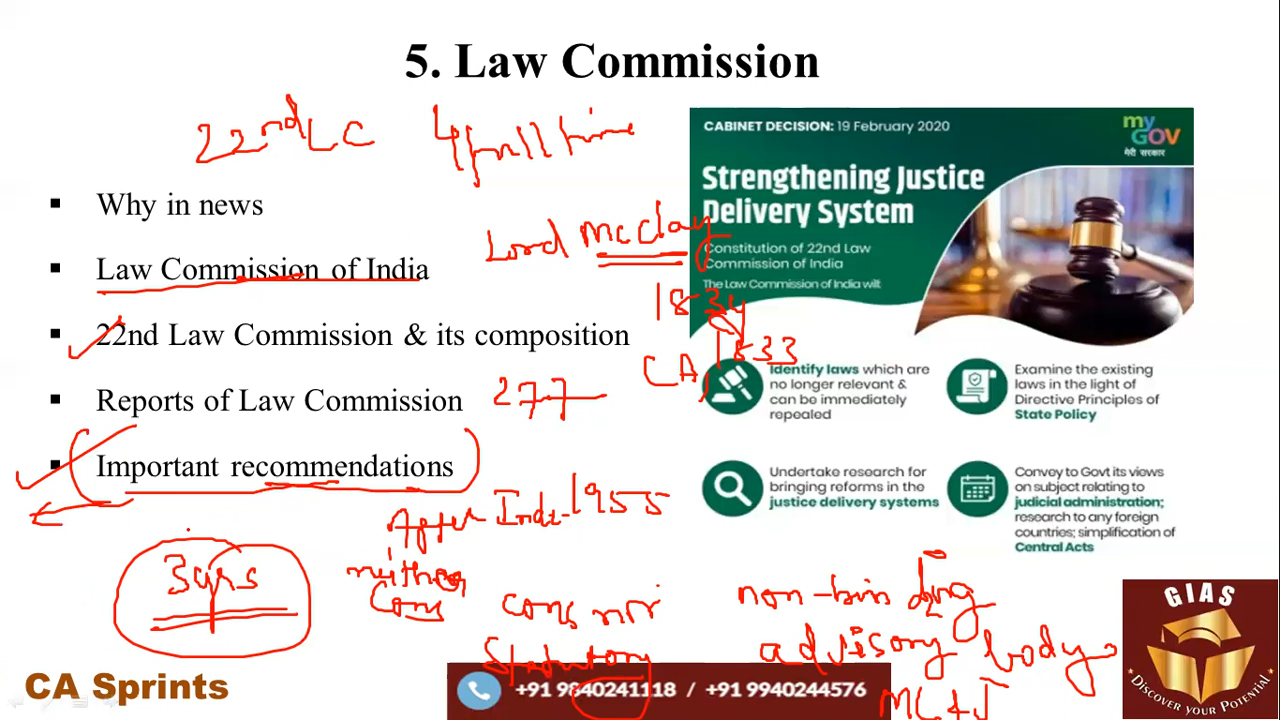 5. Law Commission
22nd LC
4 full time
Why in news
Lord McClay
Law Commission of India
1834
22nd Law Commission & its composition
CA, 1833
Reports of Law Commission
277
Important recommendations
After Inde-1955
3yrs
neither
Cons
cons nor
statutory
non-binding
advisory body
ML&J
CABINET DECISION: 19 February 2020
my
GOV
मेरी सरकार
Strengthening Justice
Delivery System
Constitution of 22nd Law
Commission of India
The Law Commission of India will:
Identify laws which are
no longer relevant &
can be immediately
repealed
Examine the existing
laws in the light of
Directive Principles of
State Policy
Undertake research for
bringing reforms in the
justice delivery systems
Convey to Govt its views
on subject relating to
judicial administration;
research to any foreign
countries; simplification of
Central Acts
CA Sprints
+91 9840241118 / +91 9940244576
GIAS
DISCOVER YOUR POTENTIAL